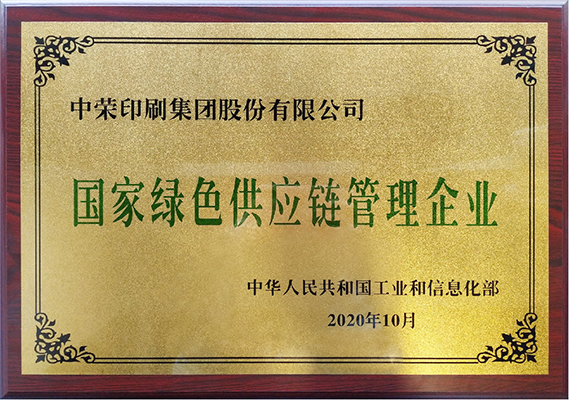 中荣印刷集团股份有限公司
国家绿色供应链管理企业
中华人民共和国工业和信息化部
2020年10月